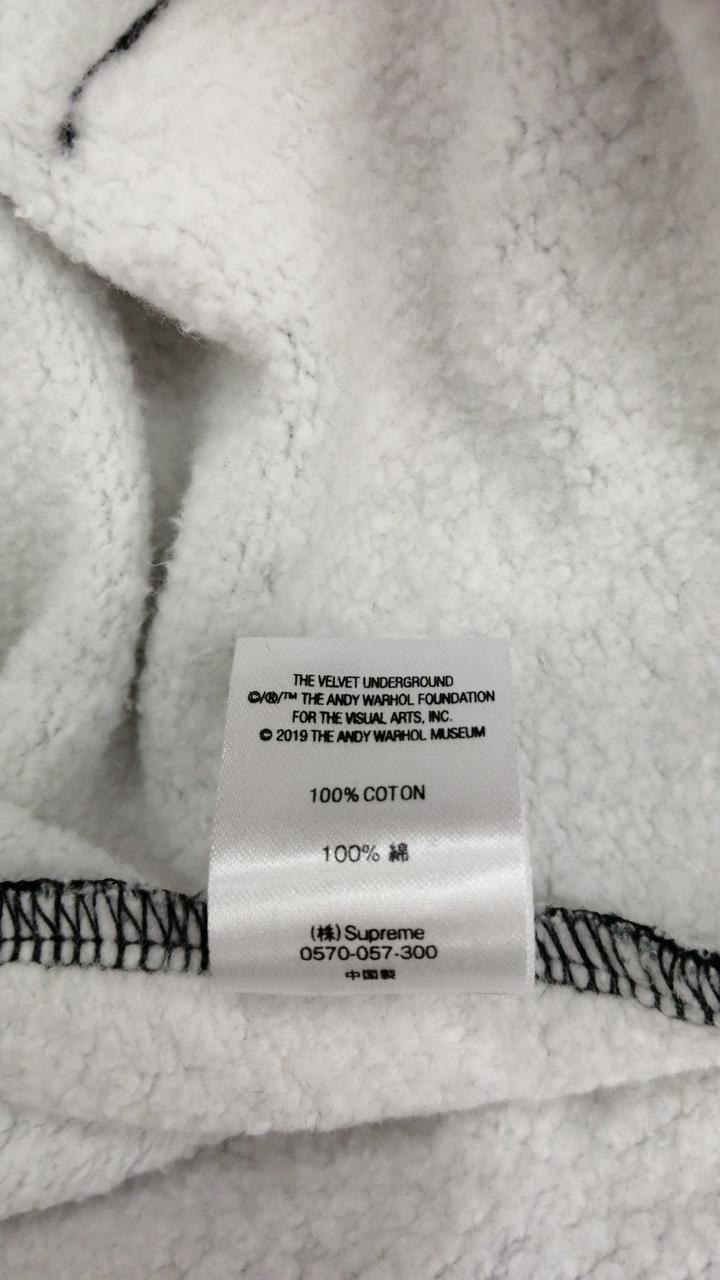 THE VELVET UNDERGROUND
©/®/™ THE ANDY WARHOL FOUNDATION
FOR THE VISUAL ARTS, INC.
© 2019 THE ANDY WARHOL MUSEUM
100% COTON
100% 綿
(株)Supreme
0570-057-300
中国製